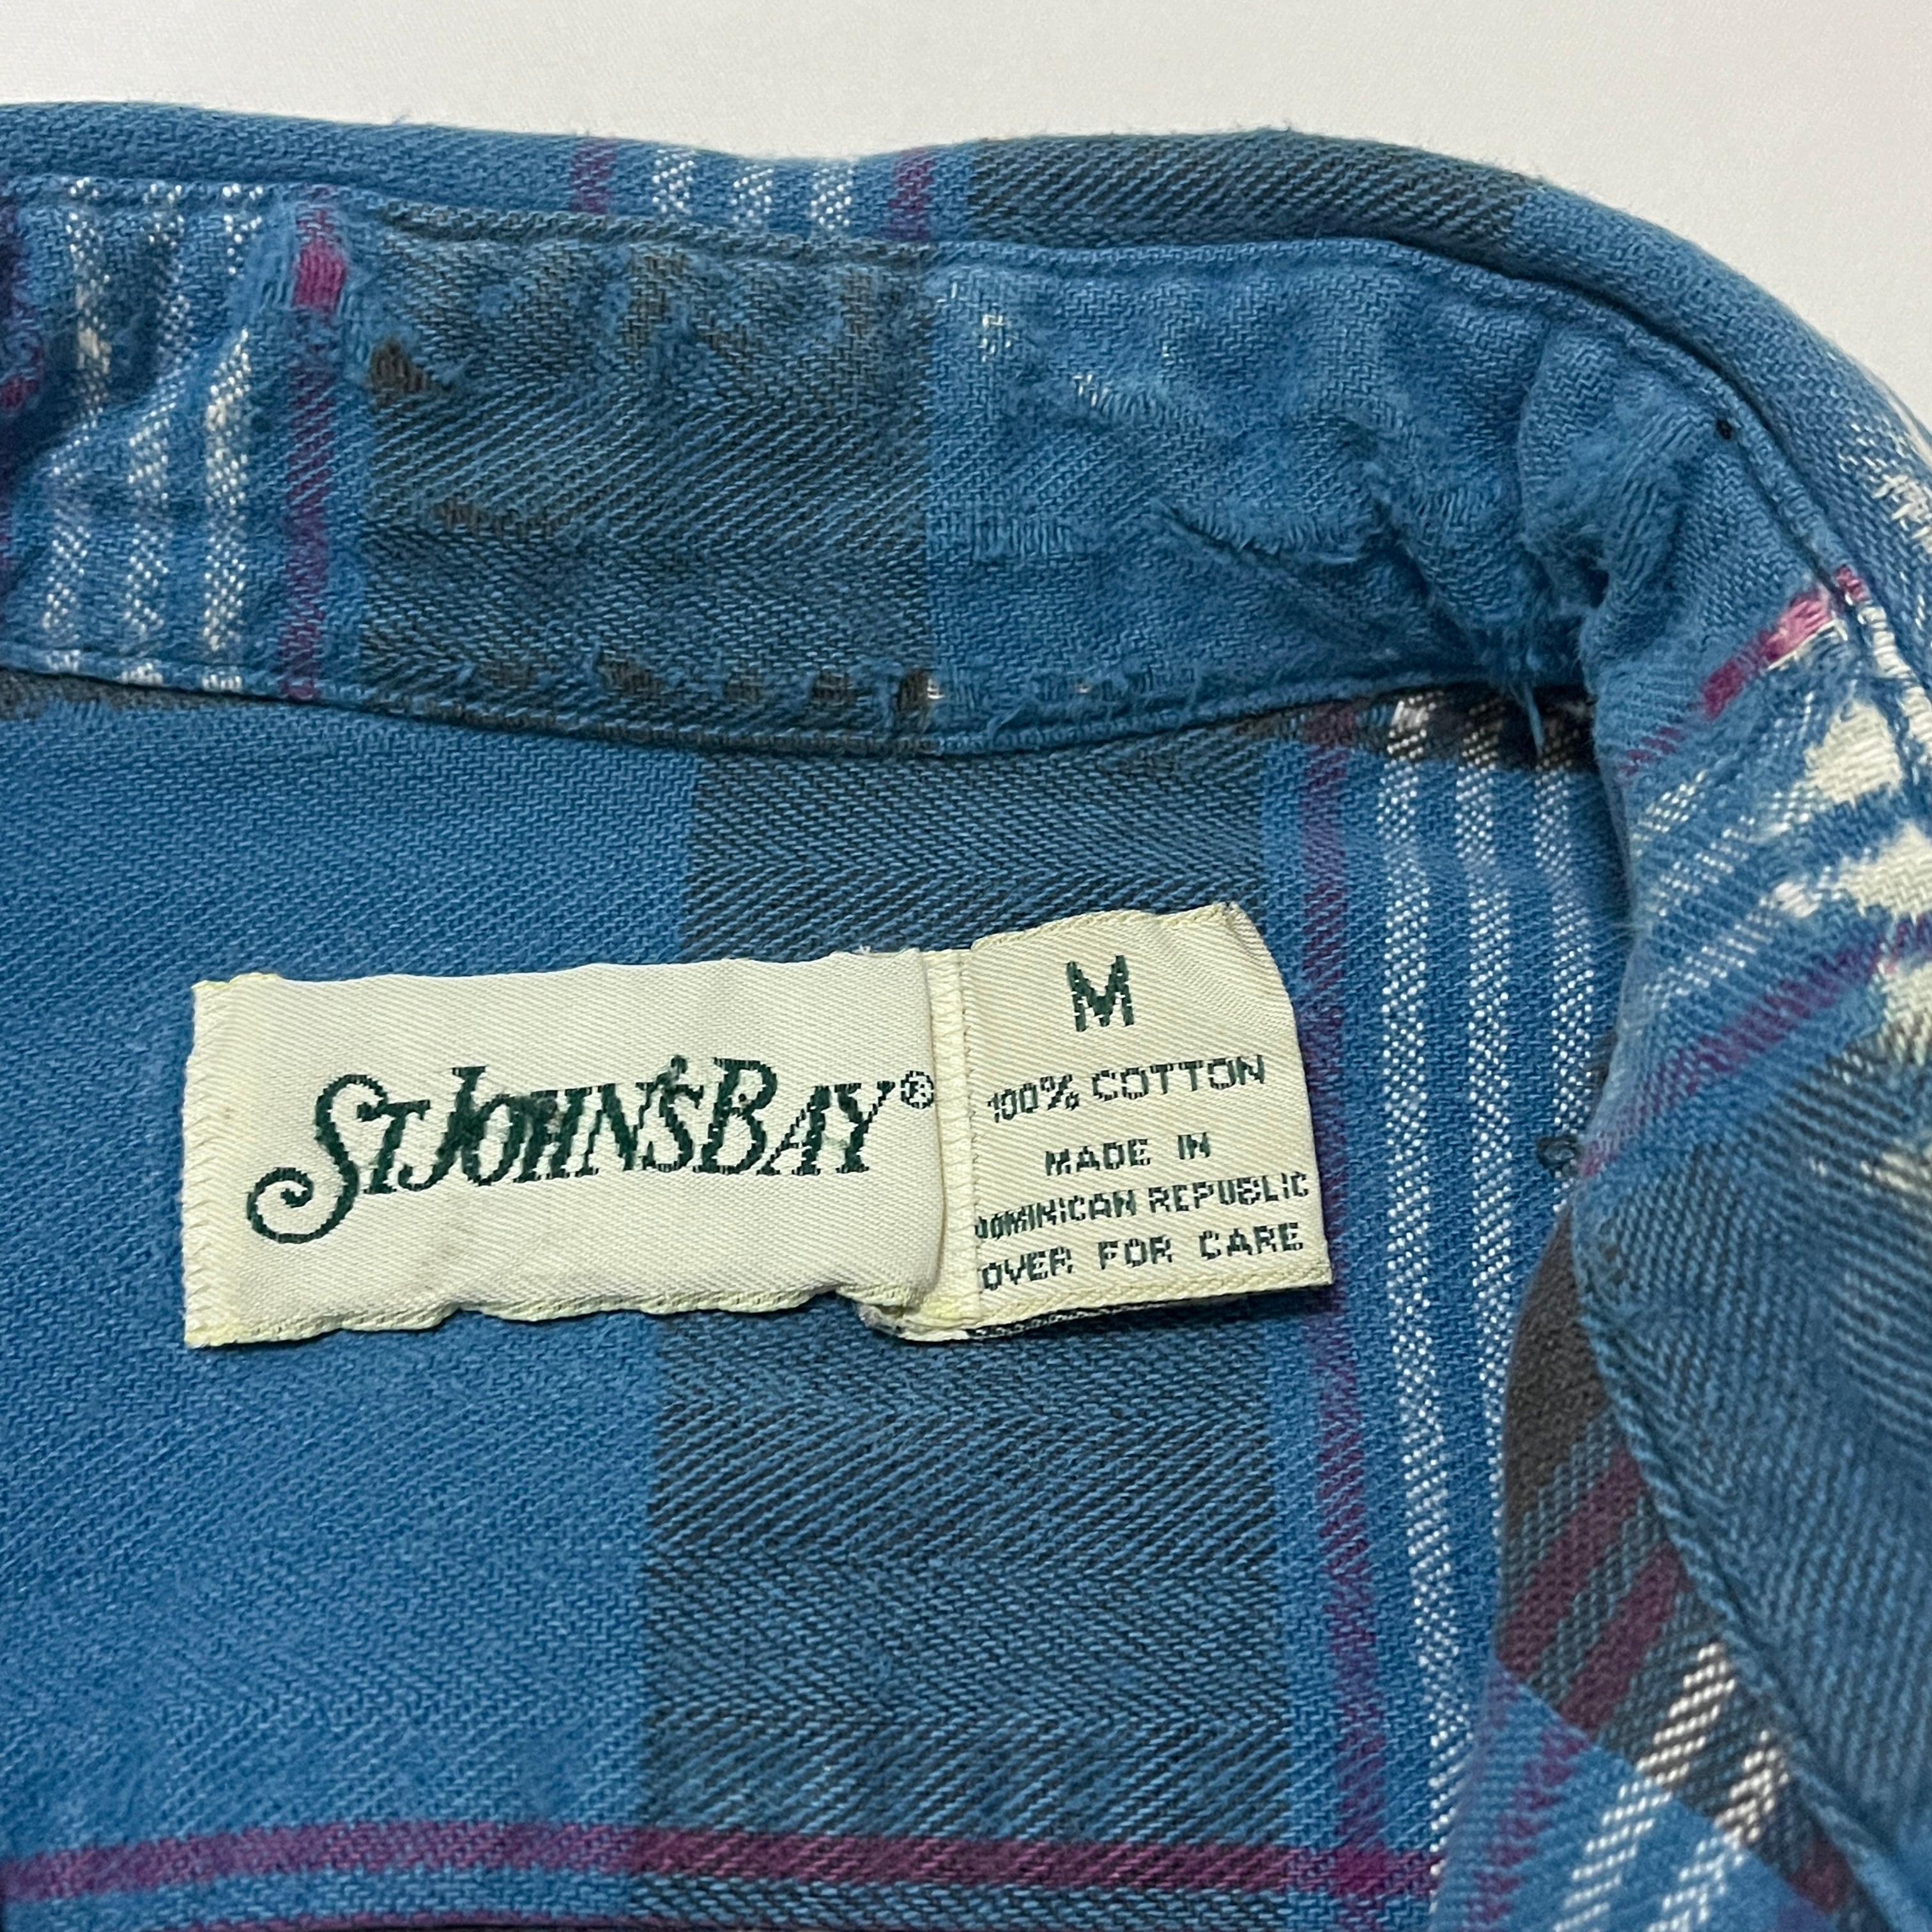 ST JOHN'S BAY®
M
100% COTTON
MADE IN
DOMINICAN REPUBLIC
OVER FOR CARE